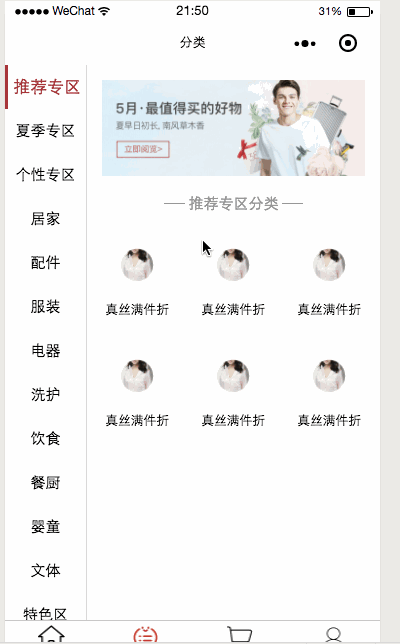 ●●●●● WeChat 21:50 31%
分类
推荐专区
夏季专区
个性专区
居家
配件
服装
电器
洗护
饮食
餐厨
婴童
文体
特色区
5月·最值得买的好物
夏早日初长, 南风草木香
立即阅览>
推荐专区分类
真丝满件折 真丝满件折 真丝满件折
真丝满件折 真丝满件折 真丝满件折